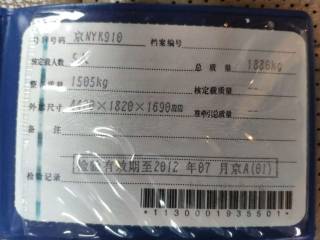 号牌号码 京NYK910 档案编号
核定载人数 5人 总质量 1886kg
整备质量 1505kg 核定载质量 --
外廓尺寸 4420×1820×1690mm 准牵引总质量 --
备注
检验记录 检验有效期至2012年07月京A(01)
*1130001935501*